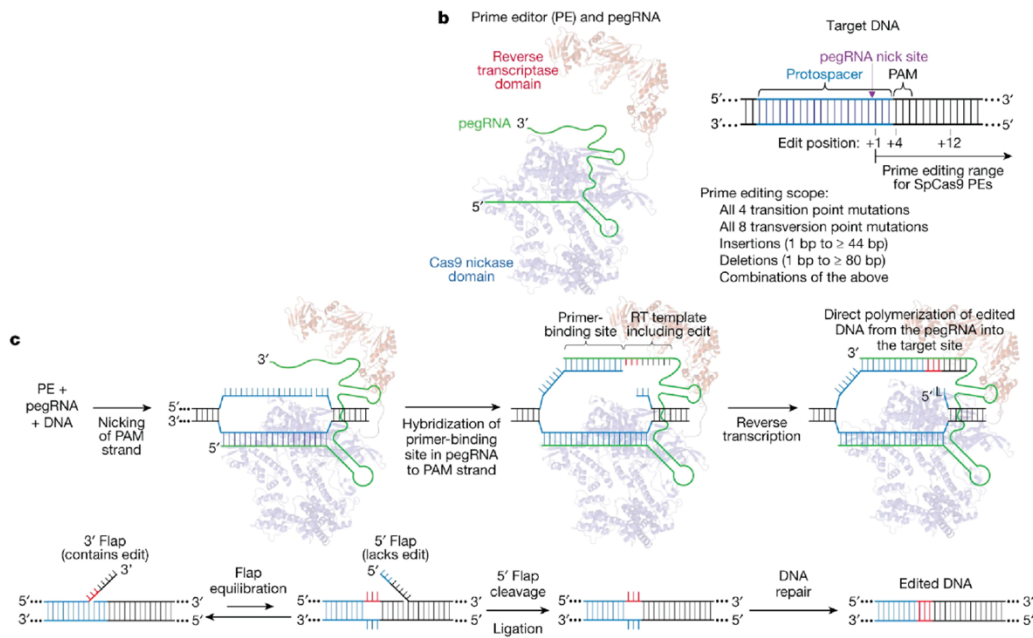 b
Prime editor (PE) and pegRNA
Reverse
transcriptase
domain
pegRNA
3′
5′
Cas9 nickase
domain
Target DNA
pegRNA nick site
Protospacer
PAM
5′
3′
3′
5′
Edit position: +1 +4 +12
Prime editing range
for SpCas9 PEs
Prime editing scope:
All 4 transition point mutations
All 8 transversion point mutations
Insertions (1 bp to ≥ 44 bp)
Deletions (1 bp to ≥ 80 bp)
Combinations of the above
c
PE +
pegRNA
+ DNA
Nicking
of PAM
strand
3′
5′
3′
5′
Hybridization of
primer-binding
site in pegRNA
to PAM strand
Primer-
binding site
RT template
including edit
Reverse
transcription
Direct polymerization of edited
DNA from the pegRNA into
the target site
3′
5′
3′ Flap
(contains edit)
3′
5′
3′
3′
5′
Flap
equilibration
5′ Flap
(lacks edit)
5′
5′
3′
3′
5′
5′ Flap
cleavage
Ligation
5′
3′
3′
5′
DNA
repair
Edited DNA
5′
3′
3′
5′